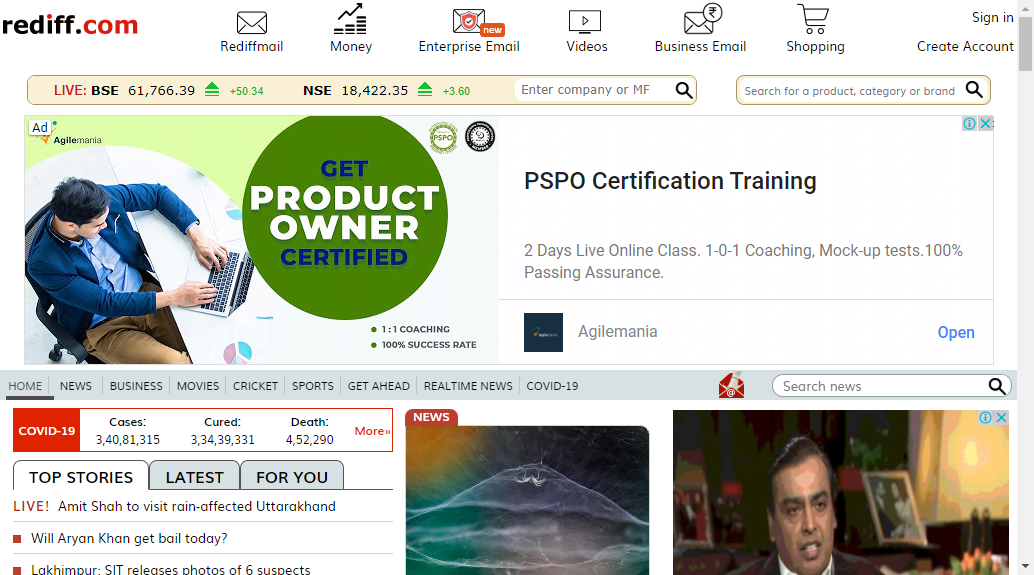 rediff.com
Rediffmail
Money
new
Enterprise Email
Videos
₹
Business Email
Shopping
Sign in
Create Account
LIVE: BSE 61,766.39 +50.34 NSE 18,422.35 +3.60
Enter company or MF
Search for a product, category or brand
Ad
Agilemania
PSPO
GET
PRODUCT
OWNER
CERTIFIED
1:1 COACHING
100% SUCCESS RATE
PSPO Certification Training
2 Days Live Online Class. 1-0-1 Coaching, Mock-up tests.100%
Passing Assurance.
Agilemania
Open
HOME NEWS BUSINESS MOVIES CRICKET SPORTS GET AHEAD REALTIME NEWS COVID-19
Search news
COVID-19
Cases: Cured: Death:
3,40,81,315 3,34,39,331 4,52,290
More»
TOP STORIES LATEST FOR YOU
LIVE! Amit Shah to visit rain-affected Uttarakhand
Will Aryan Khan get bail today?
Lakhimpur: SIT releases photos of 6 suspects
NEWS